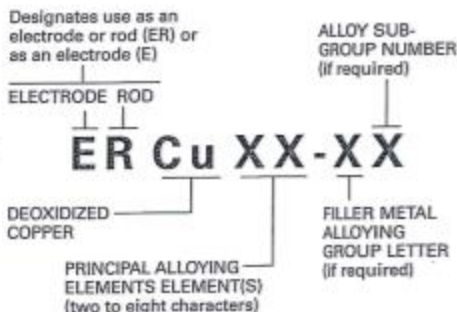 Designates use as an
electrode or rod (ER) or
as an electrode (E)
ALLOY SUB-
GROUP NUMBER
(if required)
ELECTRODE ROD
ER Cu XX-XX
DEOXIDIZED
COPPER
FILLER METAL
ALLOYING
GROUP LETTER
(if required)
PRINCIPAL ALLOYING
ELEMENTS ELEMENT(S)
(two to eight characters)